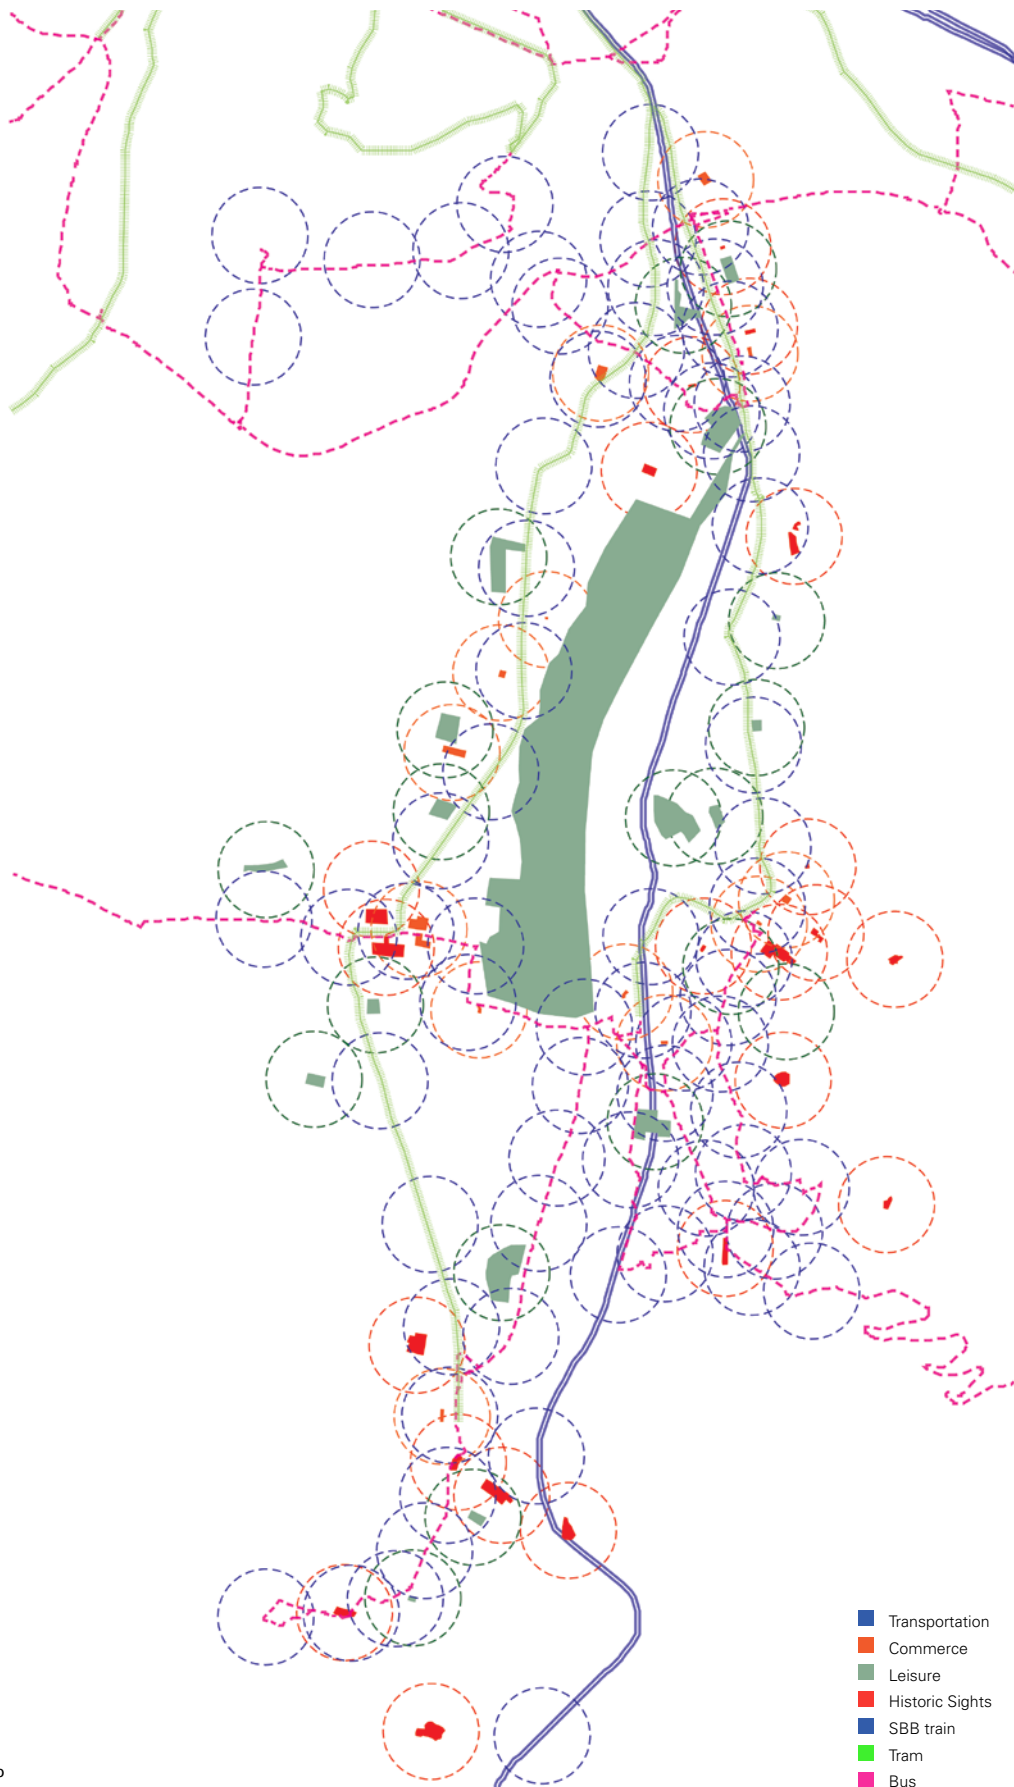 Transportation
Commerce
Leisure
Historic Sights
SBB train
Tram
Bus